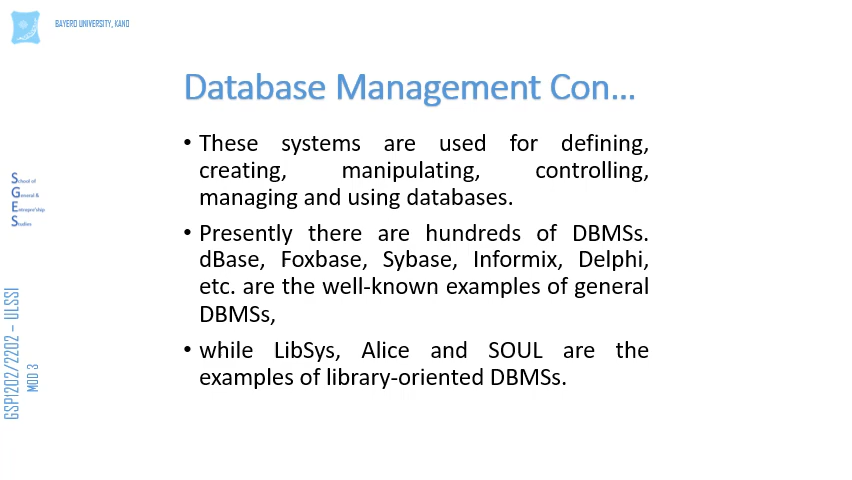 BAYERO UNIVERSITY, KANO
Database Management Con...
• These systems are used for defining,
creating, manipulating, controlling,
managing and using databases.
• Presently there are hundreds of DBMSs.
dBase, Foxbase, Sybase, Informix, Delphi,
etc. are the well-known examples of general
DBMSs,
• while LibSys, Alice and SOUL are the
examples of library-oriented DBMSs.
School of
General &
Entrepre'ship
Studies
GSP1202/2202 – ULSSI
MOD 3